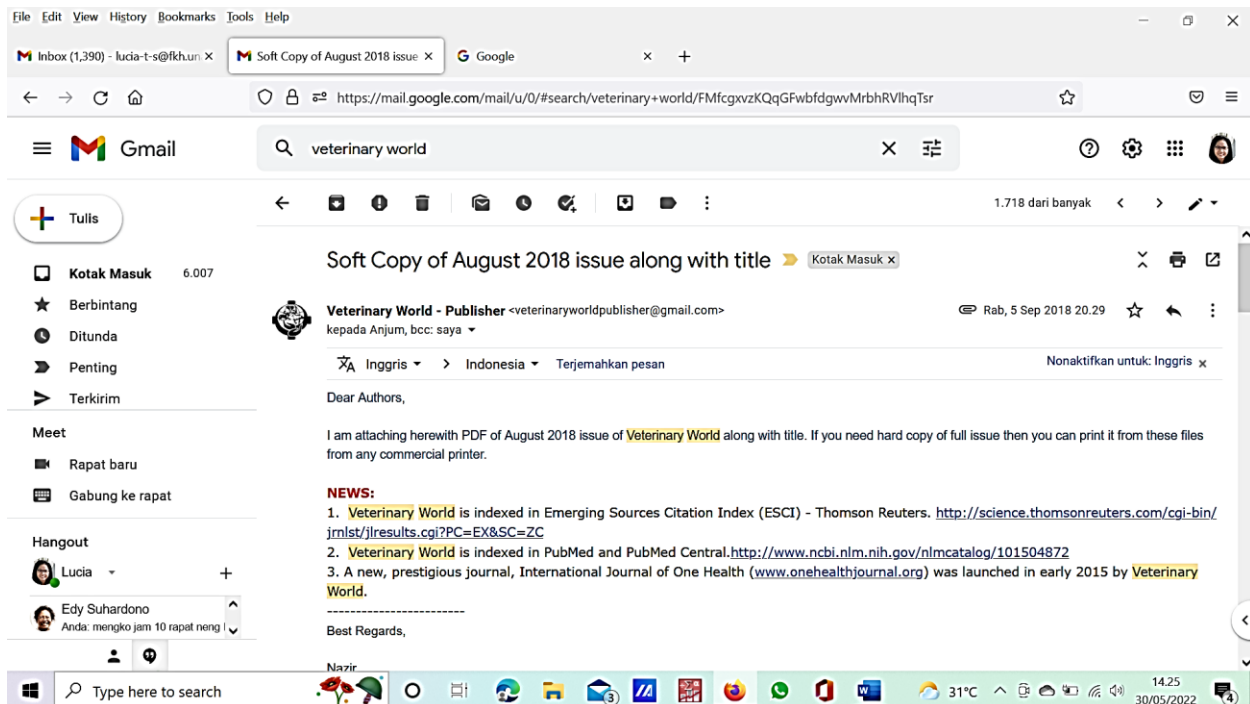 File Edit View History Bookmarks Tools Help
Inbox (1,390) - lucia-t-s@fkh.un
Soft Copy of August 2018 issue
Google
https://mail.google.com/mail/u/0/#search/veterinary+world/FMfcgxvzKQqGFwbfdgwvMrbhRVlhqTsr
Gmail
veterinary world
Tulis
1.718 dari banyak
Soft Copy of August 2018 issue along with title
Kotak Masuk x
Kotak Masuk 6.007
Berbintang
Ditunda
Penting
Terkirim
Meet
Rapat baru
Gabung ke rapat
Hangout
Lucia
Edy Suhardono
Anda: mengko jam 10 rapat neng
Veterinary World - Publisher <veterinaryworldpublisher@gmail.com>
Rab, 5 Sep 2018 20.29
kepada Anjum, bcc: saya
Inggris > Indonesia Terjemahkan pesan
Nonaktifkan untuk: Inggris x
Dear Authors,
I am attaching herewith PDF of August 2018 issue of Veterinary World along with title. If you need hard copy of full issue then you can print it from these files
from any commercial printer.
NEWS:
1. Veterinary World is indexed in Emerging Sources Citation Index (ESCI) - Thomson Reuters. http://science.thomsonreuters.com/cgi-bin/
jrnlst/jlresults.cgi?PC=EX&SC=ZC
2. Veterinary World is indexed in PubMed and PubMed Central.http://www.ncbi.nlm.nih.gov/nlmcatalog/101504872
3. A new, prestigious journal, International Journal of One Health (www.onehealthjournal.org) was launched in early 2015 by Veterinary
World.
------------------------
Best Regards,
Nazir
Type here to search
3
31°C
14.25
30/05/2022
4